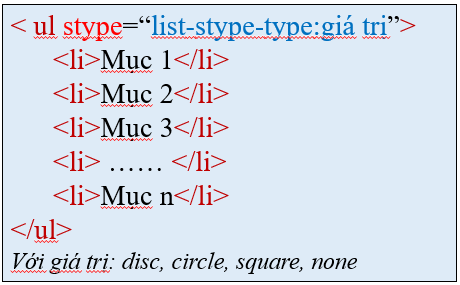 < ul stype=“list-stype-type:giá tri”>
<li>Mục 1</li>
<li>Mục 2</li>
<li>Mục 3</li>
<li> …… </li>
<li>Mục n</li>
</ul>
Với giá trị: disc, circle, square, none